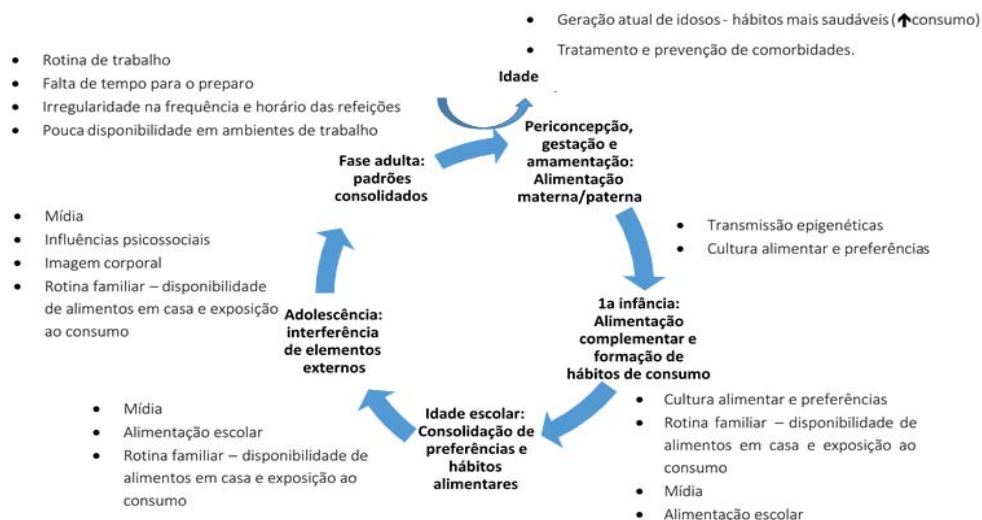 • Geração atual de idosos - hábitos mais saudáveis (↑consumo)
• Tratamento e prevenção de comorbidades.
Idade
• Rotina de trabalho
• Falta de tempo para o preparo
• Irregularidade na frequência e horário das refeições
• Pouca disponibilidade em ambientes de trabalho
Fase adulta:
padrões
consolidados
Periconcepção,
gestação e
amamentação:
Alimentação
materna/paterna
• Transmissão epigenéticas
• Cultura alimentar e preferências
1a infância:
Alimentação
complementar e
formação de
hábitos de consumo
• Cultura alimentar e preferências
• Rotina familiar – disponibilidade de
alimentos em casa e exposição ao
consumo
• Mídia
• Alimentação escolar
Idade escolar:
Consolidação de
preferências e
hábitos
alimentares
• Mídia
• Alimentação escolar
• Rotina familiar – disponibilidade de
alimentos em casa e exposição ao
consumo
Adolescência:
interferência
de elementos
externos
• Mídia
• Influências psicossociais
• Imagem corporal
• Rotina familiar – disponibilidade
de alimentos em casa e exposição
ao consumo